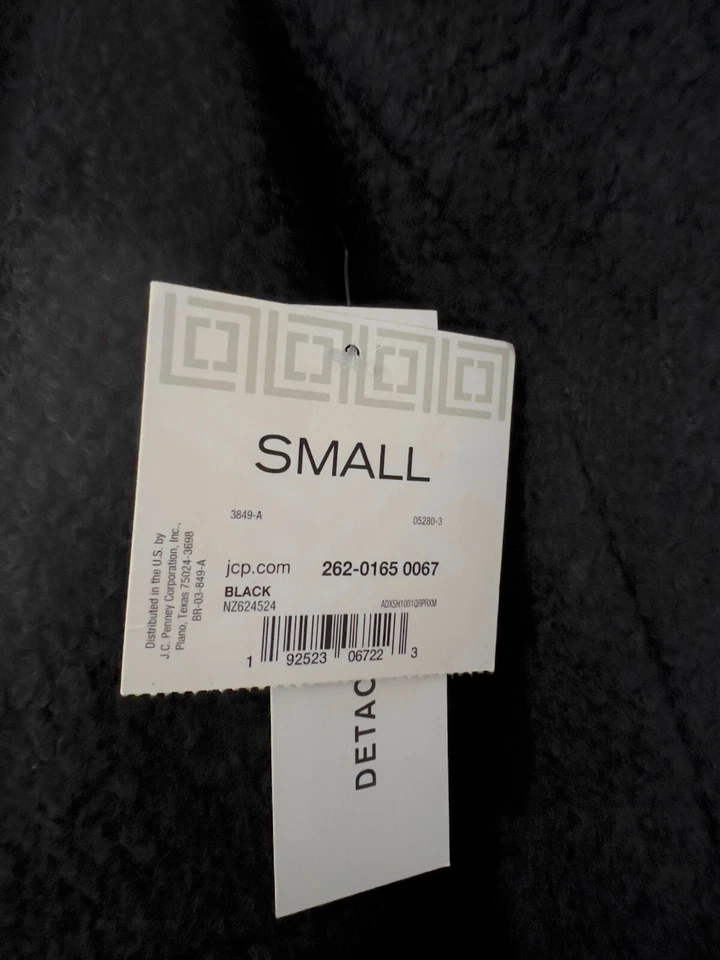 SMALL
3849-A 05280-3
jcp.com 262-0165 0067
BLACK
NZ624524
1 92523 06722 3
Distributed in the U.S. by
J.C. Penney Corporation, Inc.,
Plano, Texas 75024-3698
BR-03-849-A
DETAC